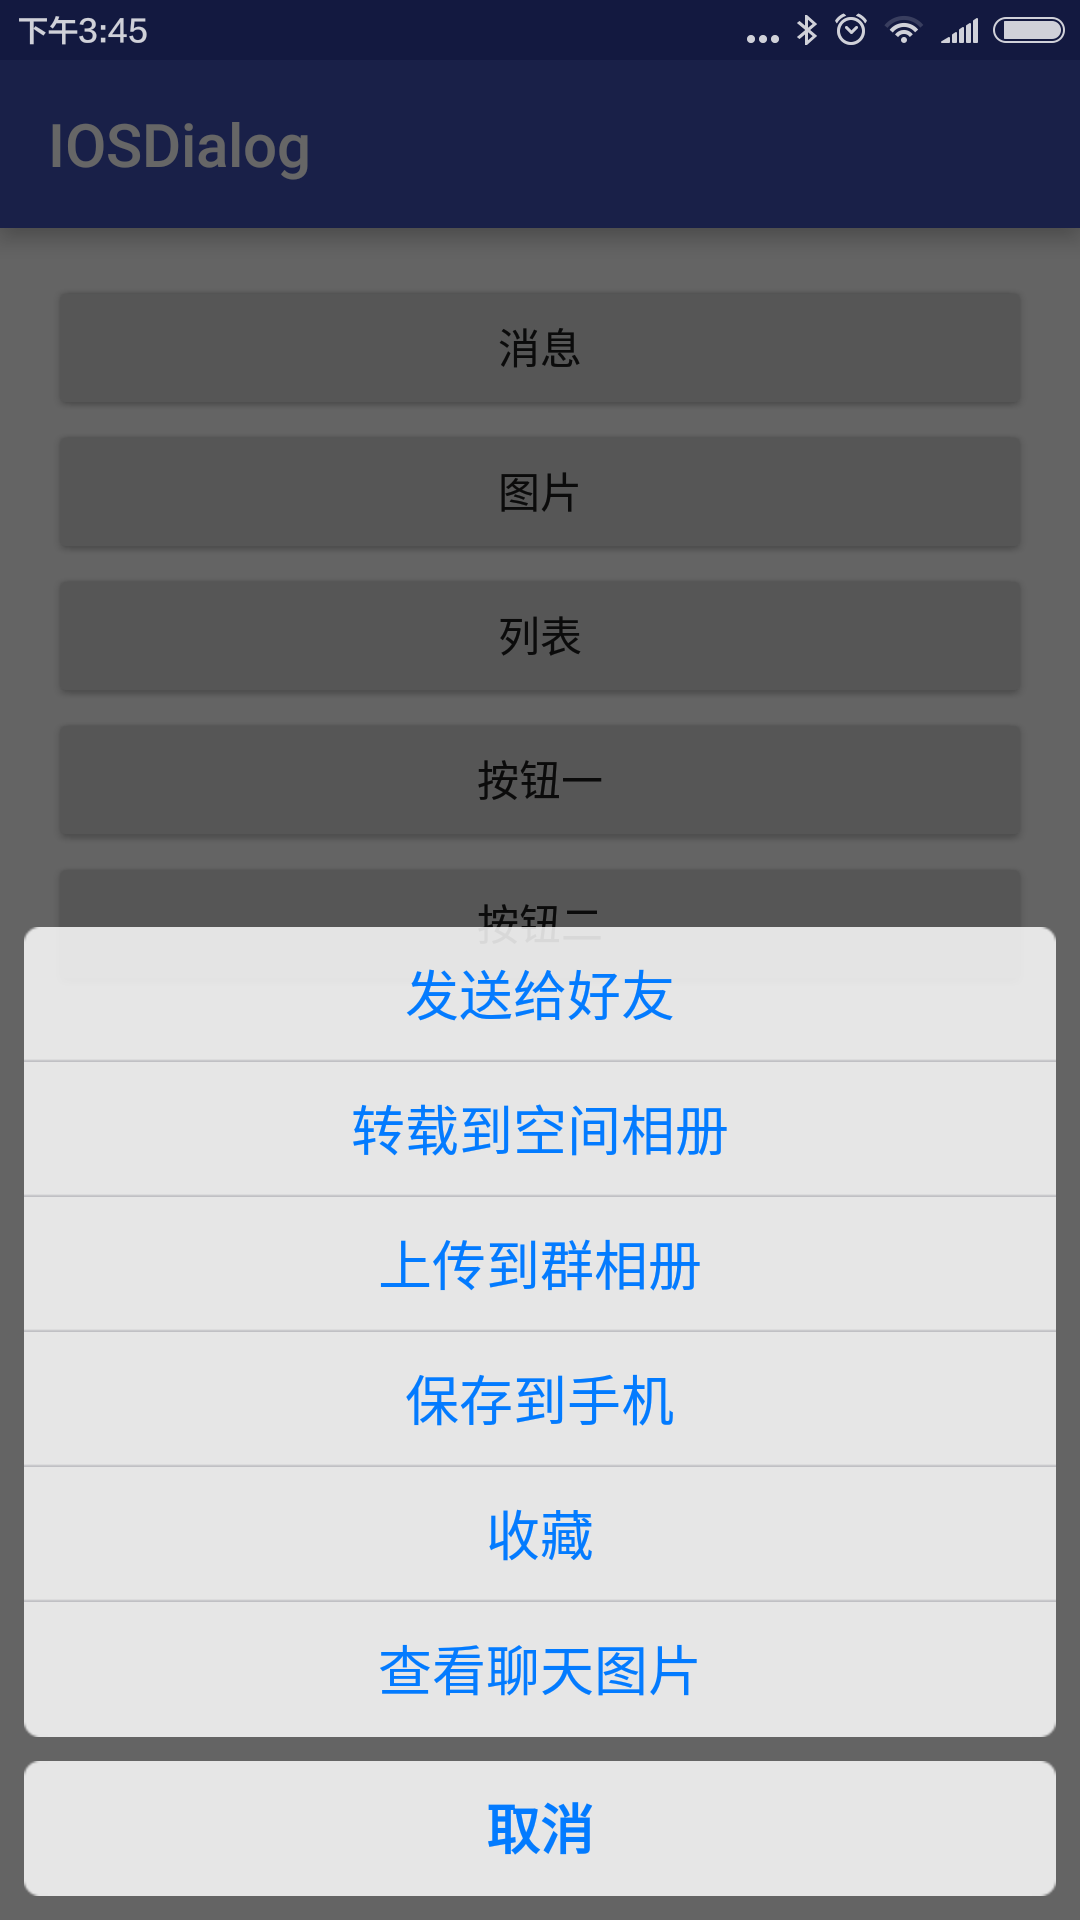 下午3:45
IOSDialog
消息
图片
列表
按钮一
按钮二
发送给好友
转载到空间相册
上传到群相册
保存到手机
收藏
查看聊天图片
取消